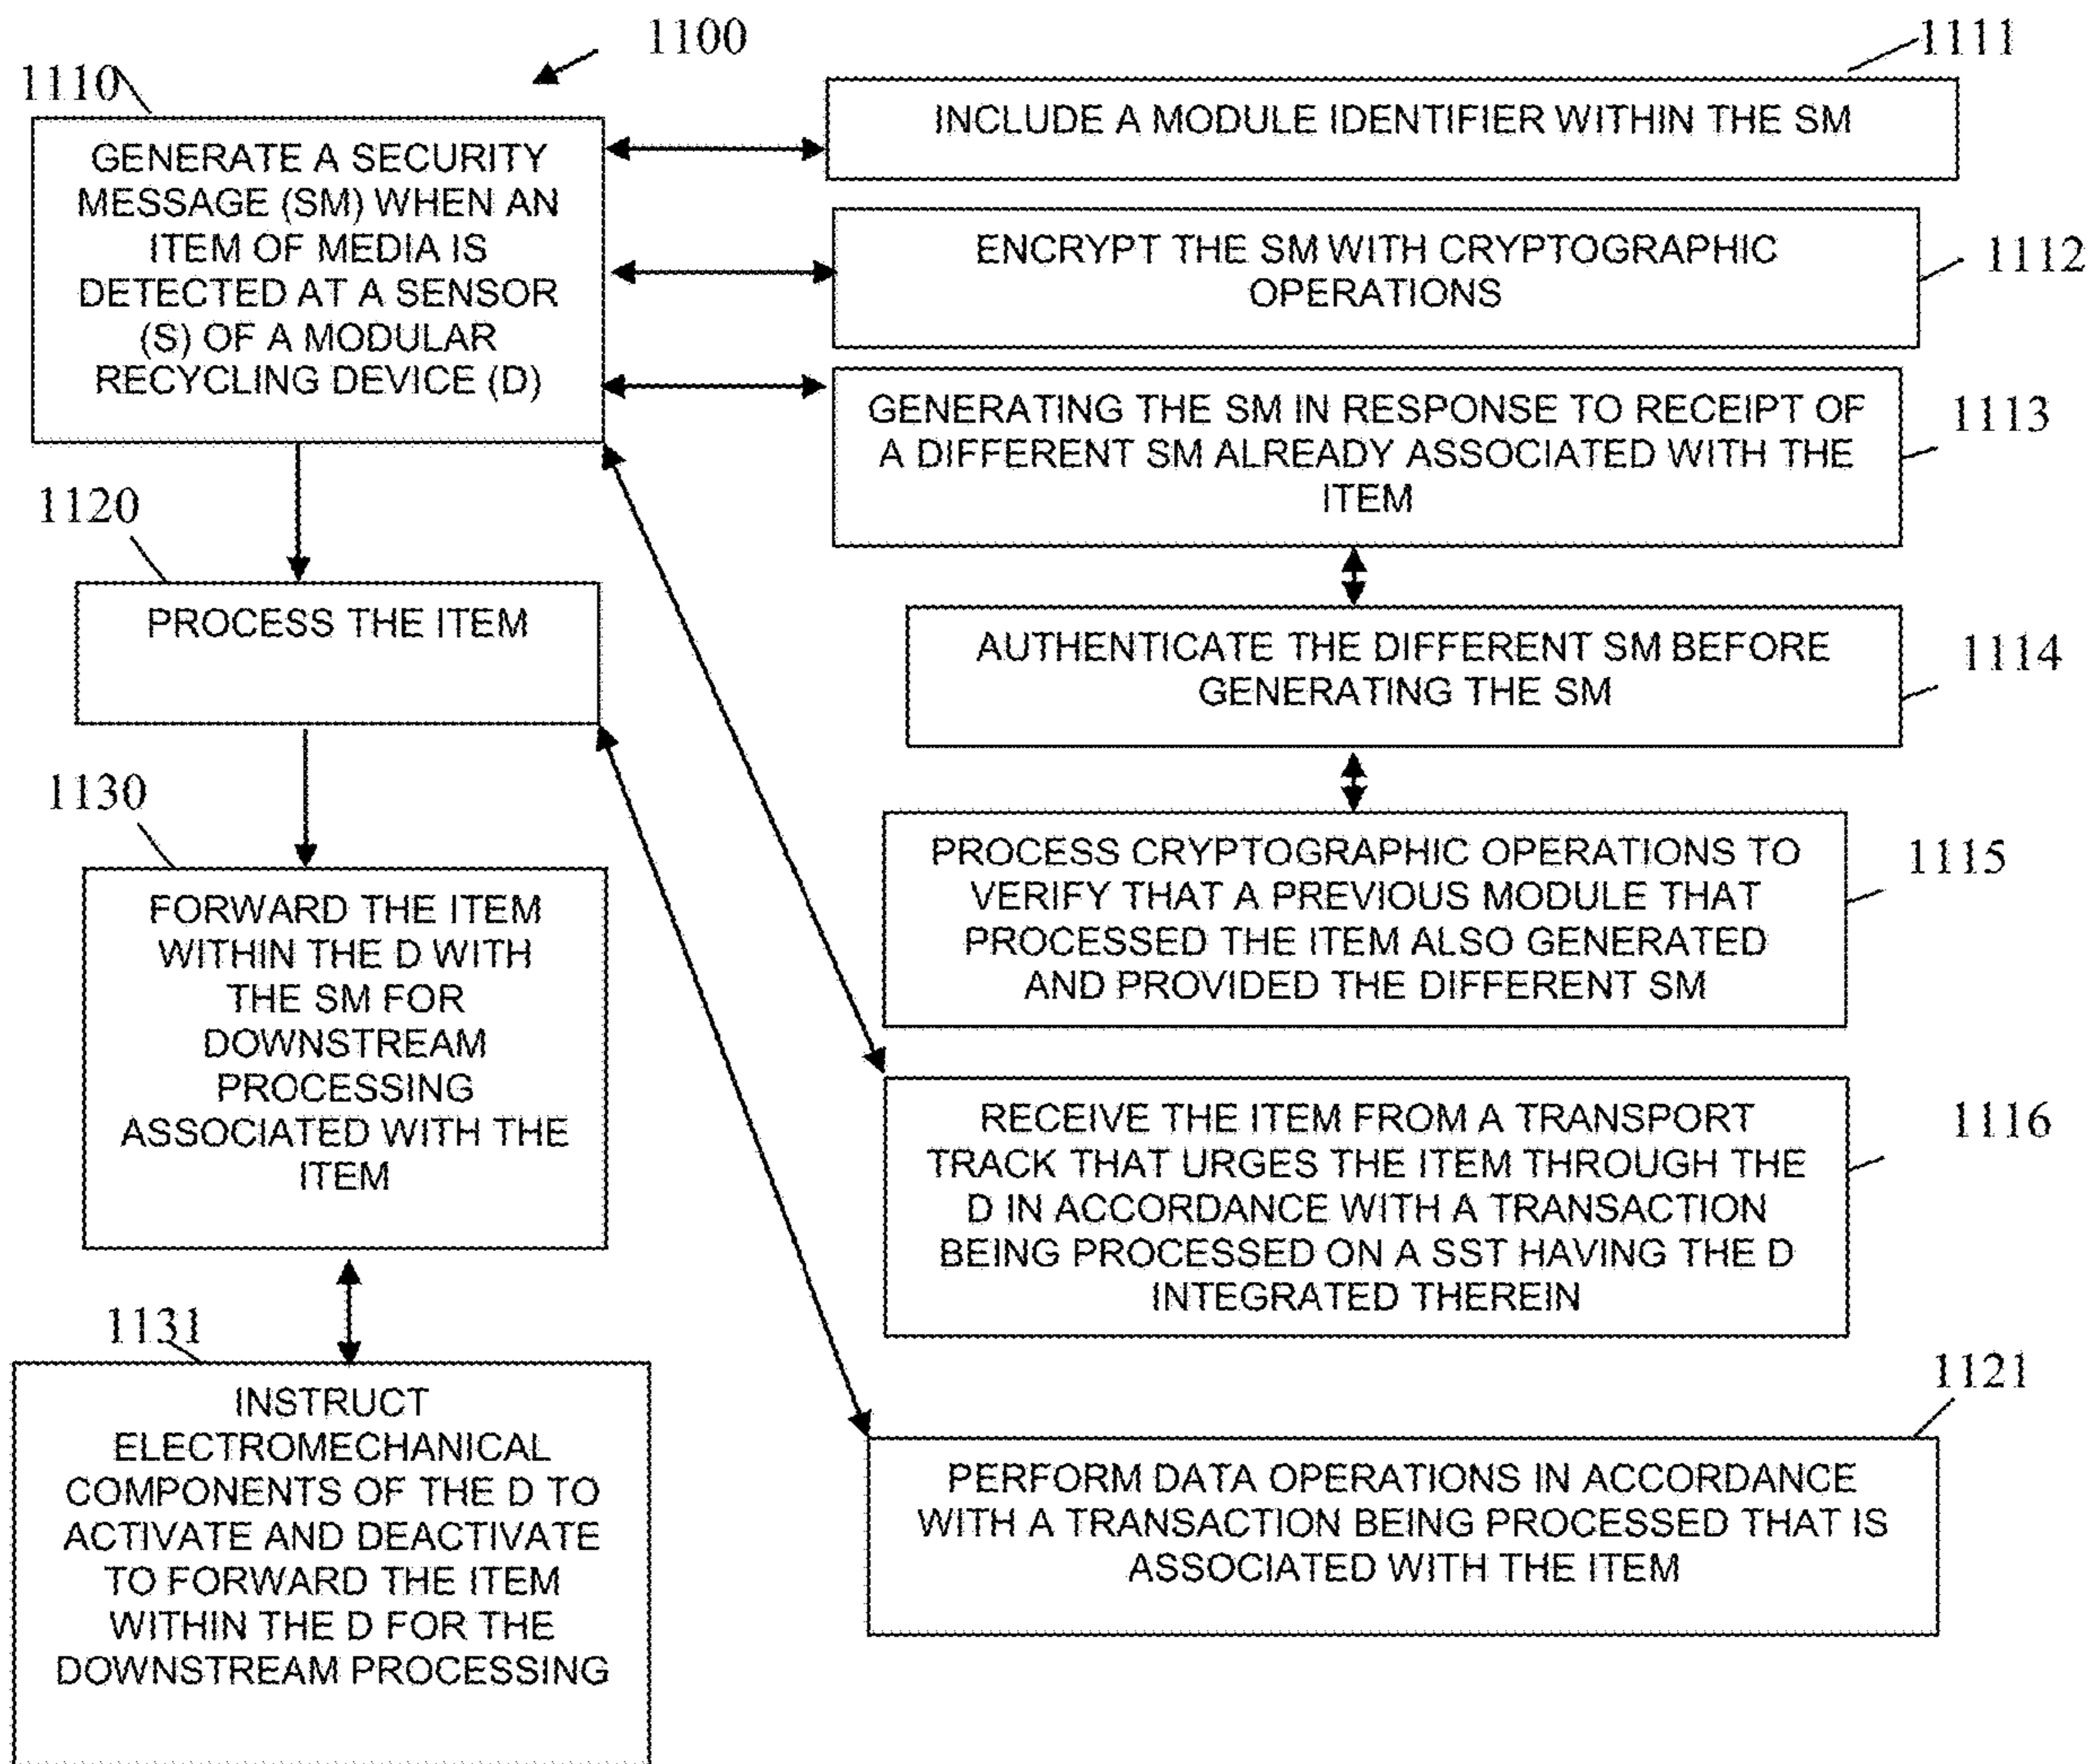 1100
1110
GENERATE A SECURITY
MESSAGE (SM) WHEN AN
ITEM OF MEDIA IS
DETECTED AT A SENSOR
(S) OF A MODULAR
RECYCLING DEVICE (D)
1111
INCLUDE A MODULE IDENTIFIER WITHIN THE SM
1112
ENCRYPT THE SM WITH CRYPTOGRAPHIC
OPERATIONS
1113
GENERATING THE SM IN RESPONSE TO RECEIPT OF
A DIFFERENT SM ALREADY ASSOCIATED WITH THE
ITEM
1114
AUTHENTICATE THE DIFFERENT SM BEFORE
GENERATING THE SM
1115
PROCESS CRYPTOGRAPHIC OPERATIONS TO
VERIFY THAT A PREVIOUS MODULE THAT
PROCESSED THE ITEM ALSO GENERATED
AND PROVIDED THE DIFFERENT SM
1116
RECEIVE THE ITEM FROM A TRANSPORT
TRACK THAT URGES THE ITEM THROUGH THE
D IN ACCORDANCE WITH A TRANSACTION
BEING PROCESSED ON A SST HAVING THE D
INTEGRATED THEREIN
1120
PROCESS THE ITEM
1121
PERFORM DATA OPERATIONS IN ACCORDANCE
WITH A TRANSACTION BEING PROCESSED THAT IS
ASSOCIATED WITH THE ITEM
1130
FORWARD THE ITEM
WITHIN THE D WITH
THE SM FOR
DOWNSTREAM
PROCESSING
ASSOCIATED WITH THE
ITEM
1131
INSTRUCT
ELECTROMECHANICAL
COMPONENTS OF THE D TO
ACTIVATE AND DEACTIVATE
TO FORWARD THE ITEM
WITHIN THE D FOR THE
DOWNSTREAM PROCESSING